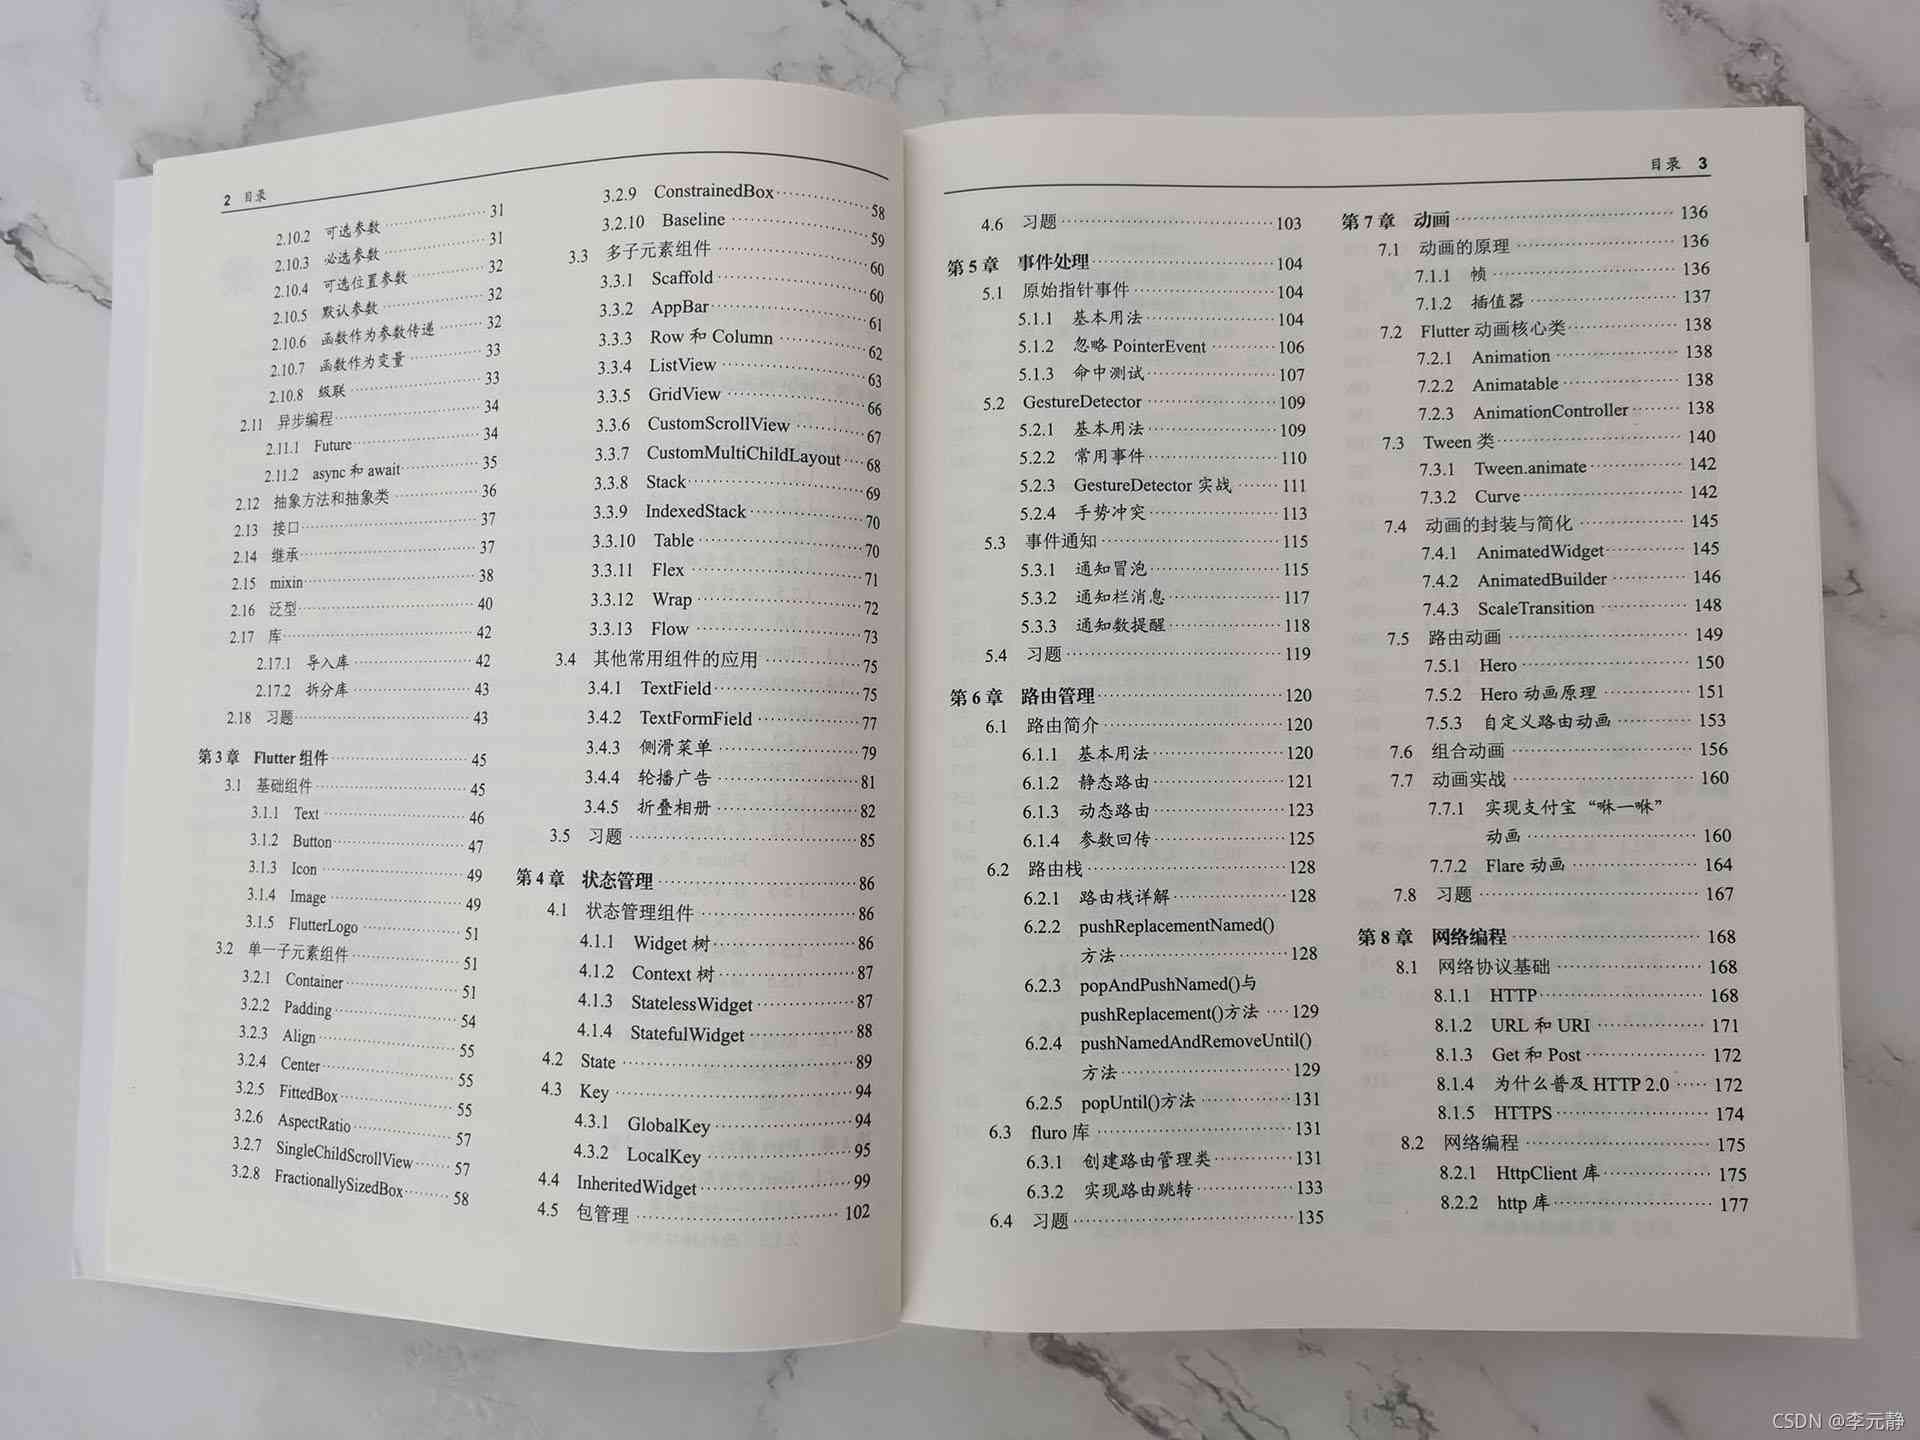 2 目录
2.10.2 可选参数 31
2.10.3 必选参数 31
2.10.4 可选位置参数 32
2.10.5 默认参数 32
2.10.6 函数作为参数传递 32
2.10.7 函数作为变量 33
2.10.8 级联 33
2.11 异步编程 34
2.11.1 Future 34
2.11.2 async 和 await 35
2.12 抽象方法和抽象类 36
2.13 接口 37
2.14 继承 37
2.15 mixin 38
2.16 泛型 40
2.17 库 42
2.17.1 导入库 42
2.17.2 拆分库 43
2.18 习题 43
第3章 Flutter 组件 45
3.1 基础组件 45
3.1.1 Text 46
3.1.2 Button 47
3.1.3 Icon 49
3.1.4 Image 49
3.1.5 FlutterLogo 51
3.2 单一子元素组件 51
3.2.1 Container 51
3.2.2 Padding 54
3.2.3 Align 55
3.2.4 Center 55
3.2.5 FittedBox 55
3.2.6 AspectRatio 57
3.2.7 SingleChildScrollView 57
3.2.8 FractionallySizedBox 58
3.2.9 ConstrainedBox 58
3.2.10 Baseline 59
3.3 多子元素组件 60
3.3.1 Scaffold 60
3.3.2 AppBar 61
3.3.3 Row 和 Column 62
3.3.4 ListView 63
3.3.5 GridView 66
3.3.6 CustomScrollView 67
3.3.7 CustomMultiChildLayout 68
3.3.8 Stack 69
3.3.9 IndexedStack 70
3.3.10 Table 70
3.3.11 Flex 71
3.3.12 Wrap 72
3.3.13 Flow 73
3.4 其他常用组件的应用 75
3.4.1 TextField 75
3.4.2 TextFormField 77
3.4.3 侧滑菜单 79
3.4.4 轮播广告 81
3.4.5 折叠相册 82
3.5 习题 85
第4章 状态管理 86
4.1 状态管理组件 86
4.1.1 Widget 树 86
4.1.2 Context 树 87
4.1.3 StatelessWidget 87
4.1.4 StatefulWidget 88
4.2 State 89
4.3 Key 94
4.3.1 GlobalKey 94
4.3.2 LocalKey 95
4.4 InheritedWidget 99
4.5 包管理 102
目录 3
4.6 习题 103
第5章 事件处理 104
5.1 原始指针事件 104
5.1.1 基本用法 104
5.1.2 忽略 PointerEvent 106
5.1.3 命中测试 107
5.2 GestureDetector 109
5.2.1 基本用法 109
5.2.2 常用事件 110
5.2.3 GestureDetector 实战 111
5.2.4 手势冲突 113
5.3 事件通知 115
5.3.1 通知冒泡 115
5.3.2 通知栏消息 117
5.3.3 通知数提醒 118
5.4 习题 119
第6章 路由管理 120
6.1 路由简介 120
6.1.1 基本用法 120
6.1.2 静态路由 121
6.1.3 动态路由 123
6.1.4 参数回传 125
6.2 路由栈 128
6.2.1 路由栈详解 128
6.2.2 pushReplacementNamed()
方法 128
6.2.3 popAndPushNamed()与
pushReplacement()方法 129
6.2.4 pushNamedAndRemoveUntil()
方法 129
6.2.5 popUntil()方法 131
6.3 fluro 库 131
6.3.1 创建路由管理类 131
6.3.2 实现路由跳转 133
6.4 习题 135
第7章 动画 136
7.1 动画的原理 136
7.1.1 帧 136
7.1.2 插值器 137
7.2 Flutter 动画核心类 138
7.2.1 Animation 138
7.2.2 Animatable 138
7.2.3 AnimationController 138
7.3 Tween 类 140
7.3.1 Tween.animate 142
7.3.2 Curve 142
7.4 动画的封装与简化 145
7.4.1 AnimatedWidget 145
7.4.2 AnimatedBuilder 146
7.4.3 ScaleTransition 148
7.5 路由动画 149
7.5.1 Hero 150
7.5.2 Hero 动画原理 151
7.5.3 自定义路由动画 153
7.6 组合动画 156
7.7 动画实战 160
7.7.1 实现支付宝“咻一咻”
动画 160
7.7.2 Flare 动画 164
7.8 习题 167
第8章 网络编程 168
8.1 网络协议基础 168
8.1.1 HTTP 168
8.1.2 URL 和 URI 171
8.1.3 Get 和 Post 172
8.1.4 为什么普及 HTTP 2.0 172
8.1.5 HTTPS 174
8.2 网络编程 175
8.2.1 HttpClient 库 175
8.2.2 http 库 177
CSDN @李元静